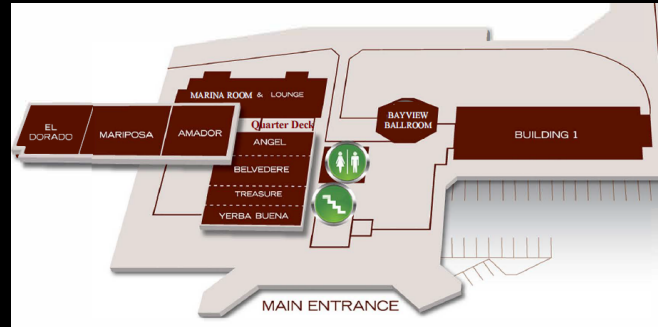 MARINA ROOM & LOUNGE
EL
DORADO
MARIPOSA
AMADOR
Quarter Deck
ANGEL
BELVEDERE
TREASURE
YERBA BUENA
BAYVIEW
BALLROOM
BUILDING 1
MAIN ENTRANCE